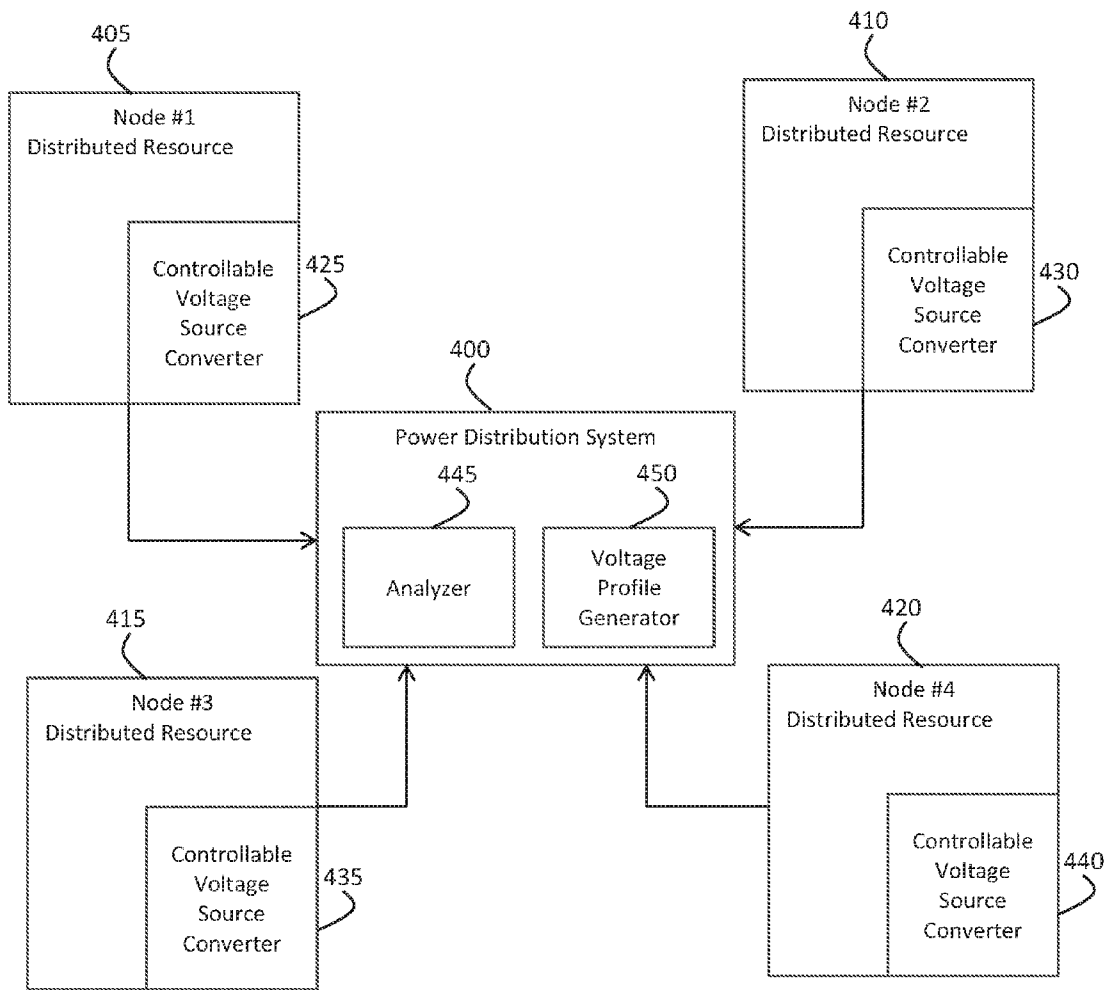 405
Node #1
Distributed Resource
Controllable
Voltage
Source
Converter
425
410
Node #2
Distributed Resource
Controllable
Voltage
Source
Converter
430
400
Power Distribution System
445
Analyzer
450
Voltage
Profile
Generator
415
Node #3
Distributed Resource
Controllable
Voltage
Source
Converter
435
420
Node #4
Distributed Resource
Controllable
Voltage
Source
Converter
440